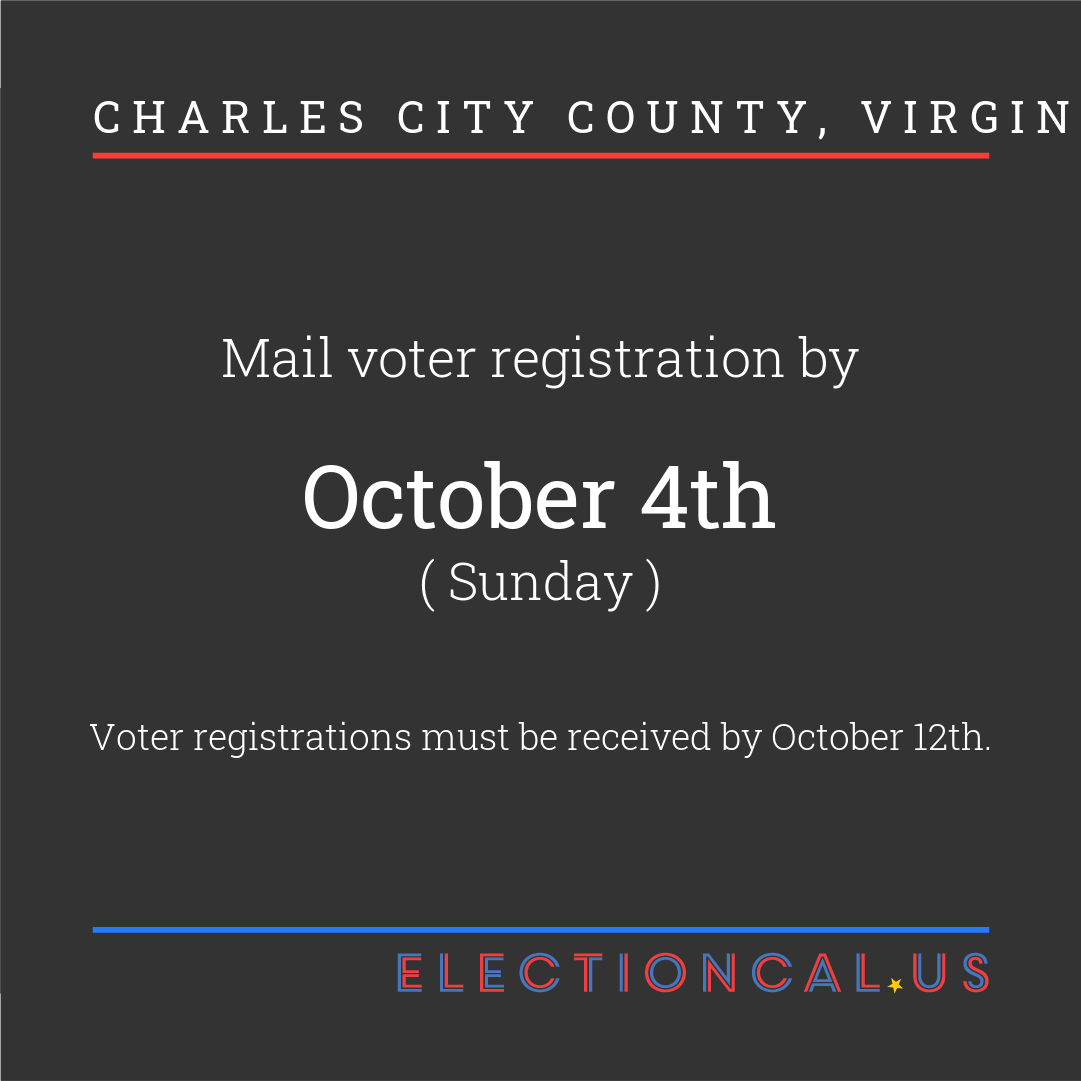 CHARLES CITY COUNTY, VIRGIN
Mail voter registration by
October 4th
( Sunday )
Voter registrations must be received by October 12th.
ELECTIONCAL.US